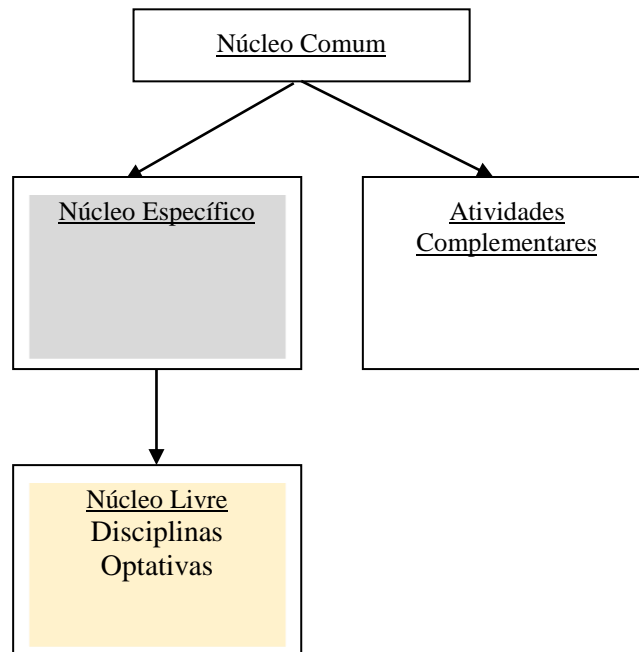 Núcleo Comum
Núcleo Específico
Atividades
Complementares
Núcleo Livre
Disciplinas
Optativas